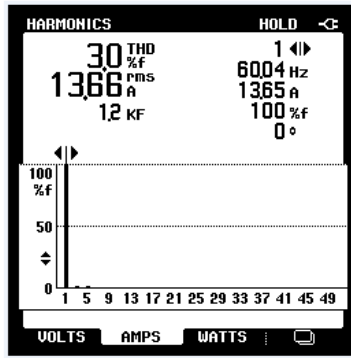 HARMONICS HOLD
3.0 THD %f 1
13.66 rms A 60.04 Hz
1.2 KF 13.65 A
100 %f
0 °
100
%f
50
0
1 5 9 13 17 21 25 29 33 37 41 45 49
VOLTS AMPS WATTS